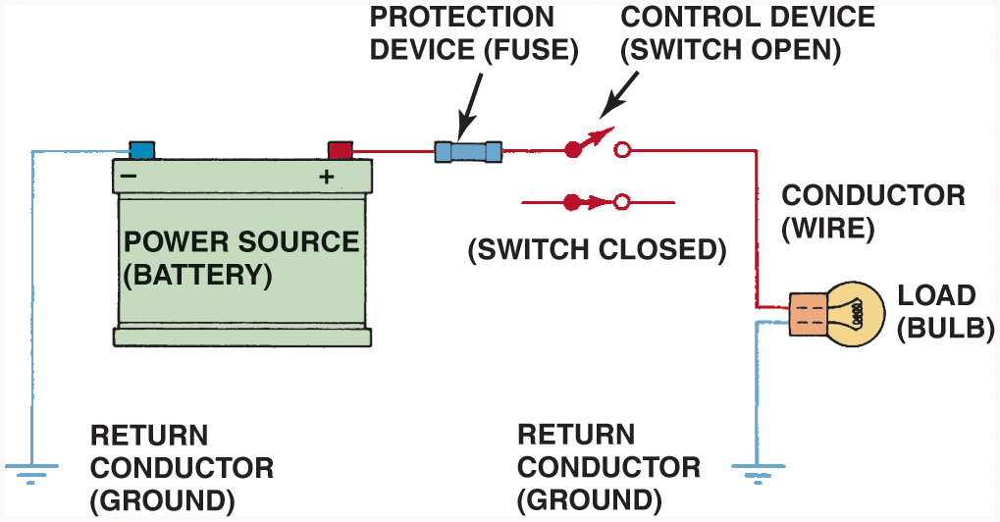 PROTECTION
DEVICE (FUSE)
CONTROL DEVICE
(SWITCH OPEN)
− +
POWER SOURCE
(BATTERY)
(SWITCH CLOSED)
CONDUCTOR
(WIRE)
LOAD
(BULB)
RETURN
CONDUCTOR
(GROUND)
RETURN
CONDUCTOR
(GROUND)